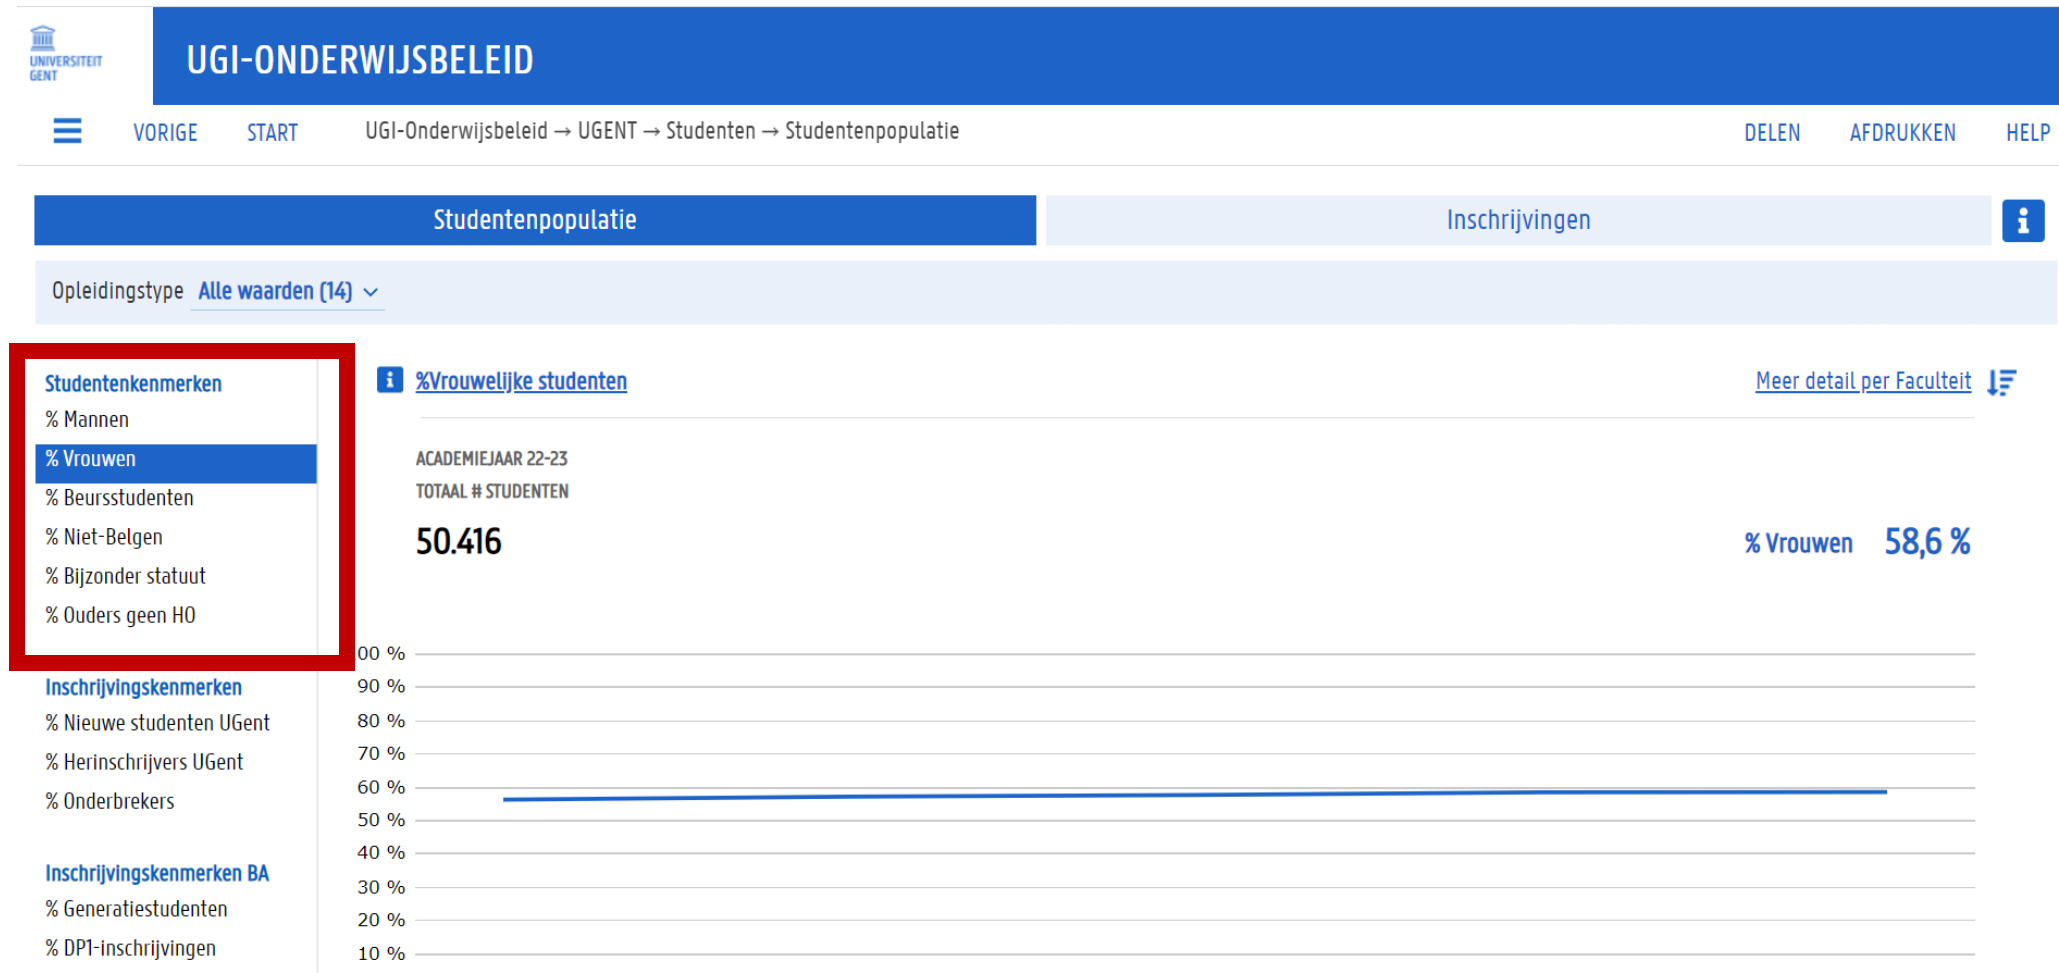 UNIVERSITEIT
GENT
UGI-ONDERWIJSBELEID
VORIGE START UGI-Onderwijsbeleid → UGENT → Studenten → Studentenpopulatie DELEN AFDRUKKEN HELP
Studentenpopulatie Inschrijvingen i
Opleidingstype Alle waarden (14)
Studentenkenmerken
% Mannen
% Vrouwen
% Beursstudenten
% Niet-Belgen
% Bijzonder statuut
% Ouders geen HO
Inschrijvingskenmerken
% Nieuwe studenten UGent
% Herinschrijvers UGent
% Onderbrekers
Inschrijvingskenmerken BA
% Generatiestudenten
% DP1-inschrijvingen
i %Vrouwelijke studenten Meer detail per Faculteit
ACADEMIEJAAR 22-23
TOTAAL # STUDENTEN
50.416 % Vrouwen 58,6 %
00 %
90 %
80 %
70 %
60 %
50 %
40 %
30 %
20 %
10 %